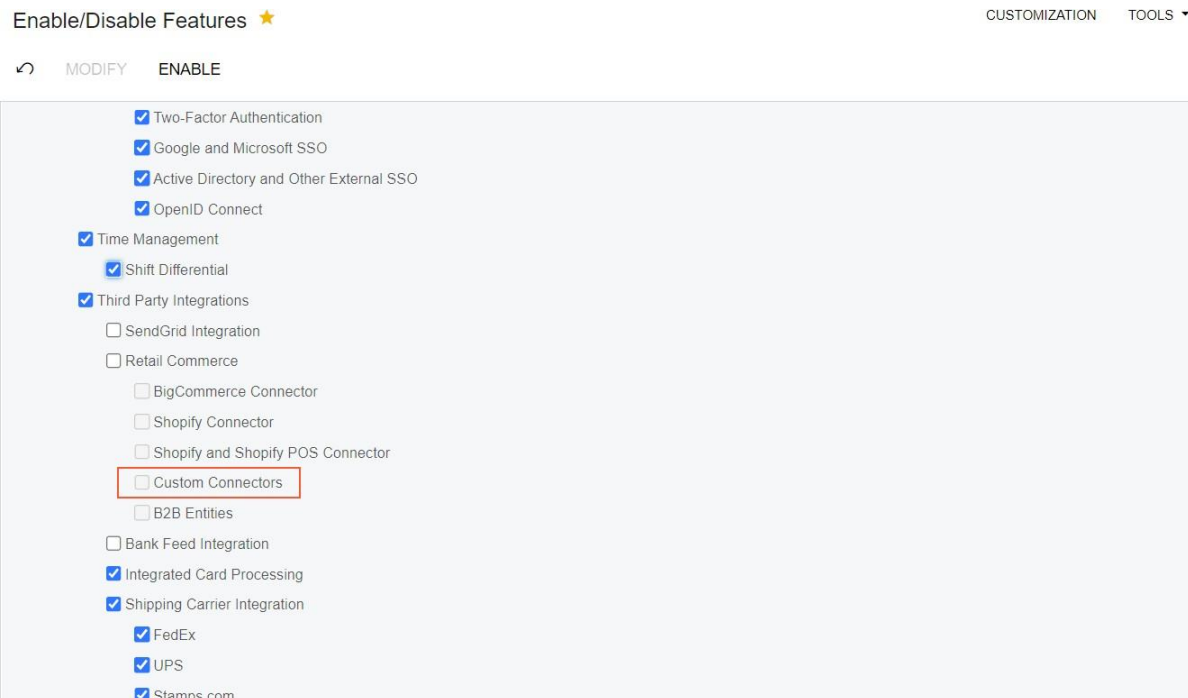 Enable/Disable Features
CUSTOMIZATION TOOLS
MODIFY ENABLE
Two-Factor Authentication
Google and Microsoft SSO
Active Directory and Other External SSO
OpenID Connect
Time Management
Shift Differential
Third Party Integrations
SendGrid Integration
Retail Commerce
BigCommerce Connector
Shopify Connector
Shopify and Shopify POS Connector
Custom Connectors
B2B Entities
Bank Feed Integration
Integrated Card Processing
Shipping Carrier Integration
FedEx
UPS
Stamps.com